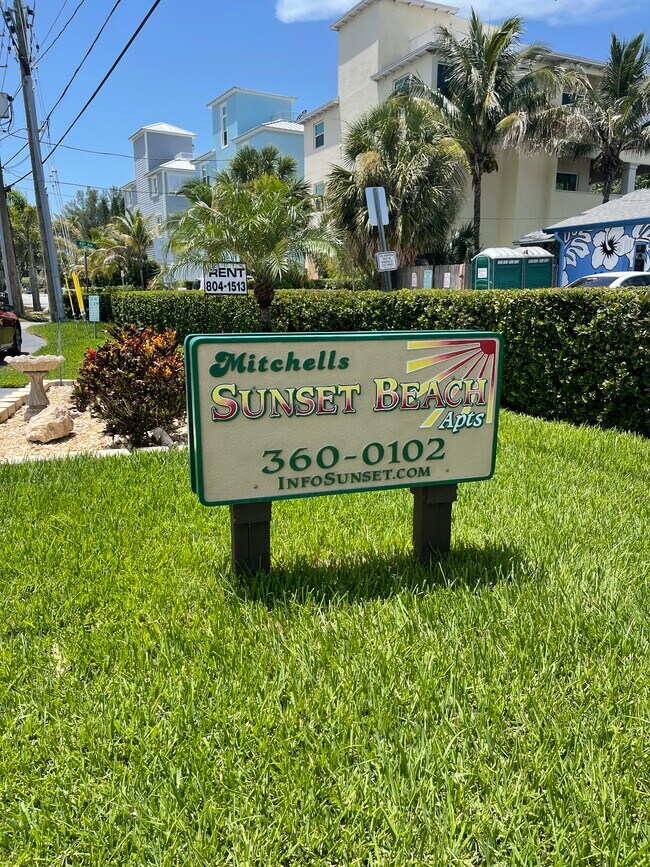 RENT
804-1513
Mitchells
SUNSET BEACH
Apts
360-0102
INFOSUNSET.COM